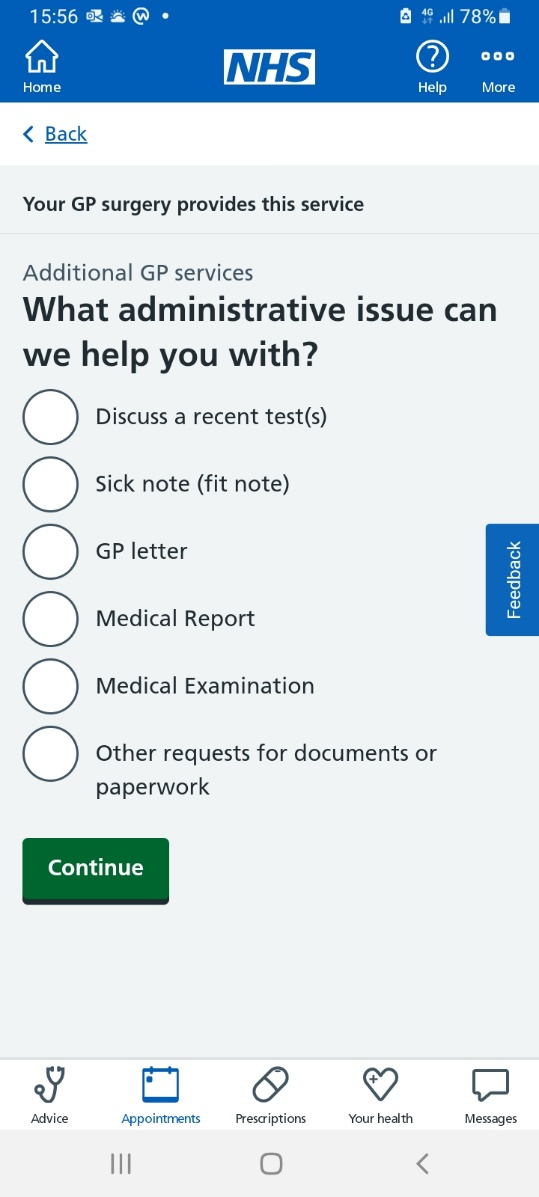 15:56 4G 78%
NHS
Home Help More
Back
Your GP surgery provides this service
Additional GP services
What administrative issue can
we help you with?
Discuss a recent test(s)
Sick note (fit note)
GP letter
Feedback
Medical Report
Medical Examination
Other requests for documents or
paperwork
Continue
Advice Appointments Prescriptions Your health Messages